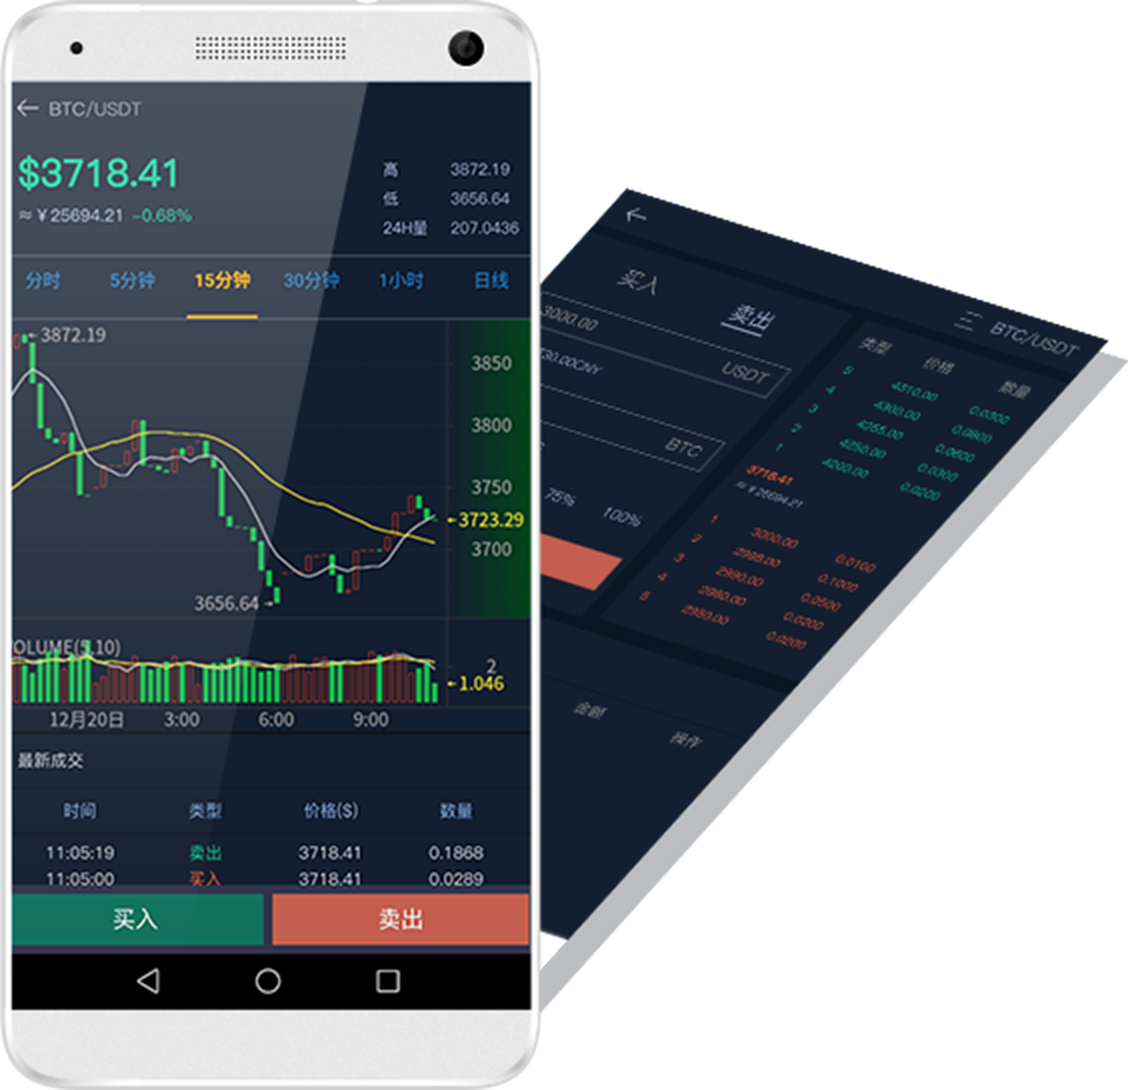 BTC/USDT
$3718.41
≈ ¥ 25694.21 -0.68%
高 3872.19
低 3656.64
24H量 207.0436
分时 5分钟 15分钟 30分钟 1小时 日线
3872.19
3850
3800
3750
3723.29
3700
3656.64
OLUME(5,10)
2
1.046
12月20日 3:00 6:00 9:00
最新成交
时间 类型 价格($) 数量
11:05:19 卖出 3718.41 0.1868
11:05:00 买入 3718.41 0.0289
买入 卖出
BTC/USDT
买入 卖出
3000.00 USDT
30.00CNY
BTC
75% 100%
类型 价格 数量
5 4310.00 0.0300
4 4300.00 0.0800
3 4255.00 0.0600
2 4250.00 0.0300
1 4200.00 0.0200
3718.41
≈ ¥ 25694.21
1 3000.00 0.0100
2 2998.00 0.1000
3 2990.00 0.0500
4 2980.00 0.0200
5 2950.00 0.0200
金额 操作